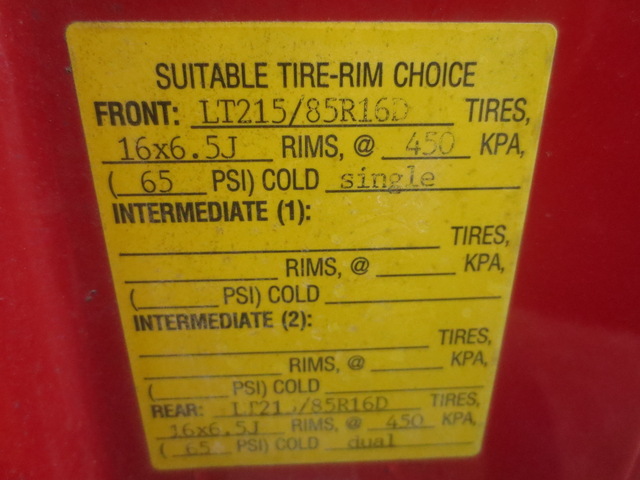 SUITABLE TIRE-RIM CHOICE
FRONT: LT215/85R16D TIRES,
16x6.5J RIMS, @ 450 KPA,
( 65 PSI) COLD single
INTERMEDIATE (1):
TIRES,
RIMS, @ KPA,
( PSI) COLD
INTERMEDIATE (2):
TIRES,
RIMS, @ KPA,
( PSI) COLD
REAR: LT215/85R16D TIRES,
16x6.5J RIMS, @ 450 KPA,
( 65 PSI) COLD dual